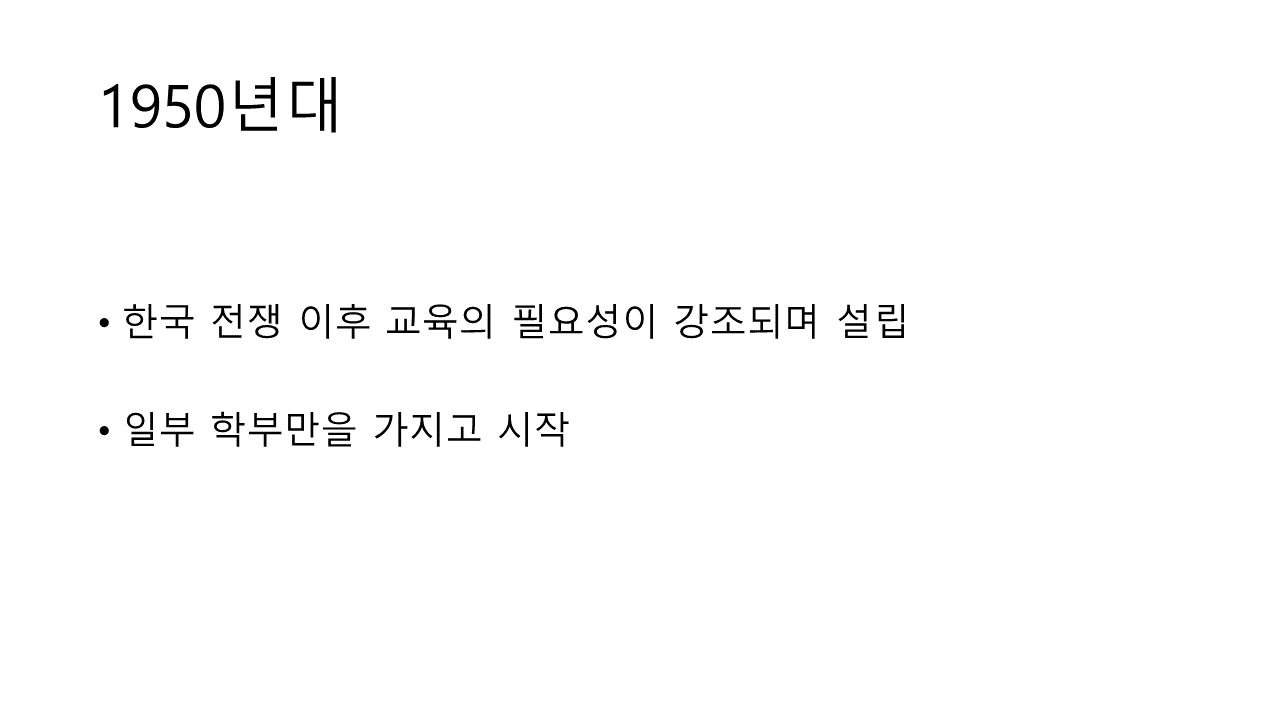 1950년대
• 한국 전쟁 이후 교육의 필요성이 강조되며 설립
• 일부 학부만을 가지고 시작